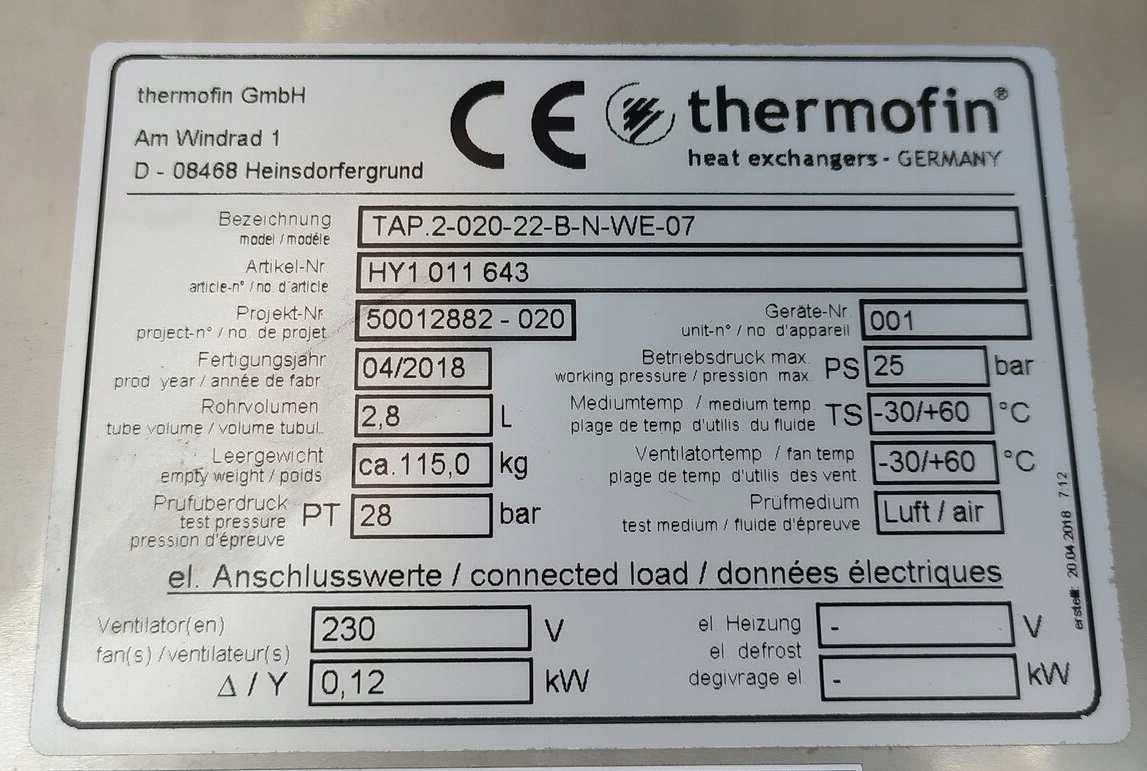 thermofin GmbH
Am Windrad 1
D - 08468 Heinsdorfergrund
CE
thermofin®
heat exchangers - GERMANY
Bezeichnung
model / modéle
TAP.2-020-22-B-N-WE-07
Artikel-Nr.
article-n° / no. d'article
HY1 011 643
Projekt-Nr.
project-n° / no. de projet
50012882 - 020
Geräte-Nr.
unit-n° / no. d'appareil
001
Fertigungsjahr
prod. year / année de fabr.
04/2018
Betriebsdruck max.
working pressure / pression max.
PS 25 bar
Rohrvolumen
tube volume / volume tubul.
2,8 L
Mediumtemp. / medium temp.
plage de temp. d'utilis. du fluide
TS -30/+60 °C
Leergewicht
empty weight / poids
ca.115,0 kg
Ventilatortemp. / fan temp.
plage de temp. d'utilis. des vent.
-30/+60 °C
Prüfüberdruck
test pressure
pression d'épreuve
PT 28 bar
Prüfmedium
test medium / fluide d'épreuve
Luft / air
erstellt: 20.04.2018 7.12
el. Anschlusswerte / connected load / données électriques
Ventilator(en)
fan(s) / ventilateur(s)
Δ / Y
230 V
0,12 kW
el. Heizung
el. defrost
degivrage el.
- V
- kW